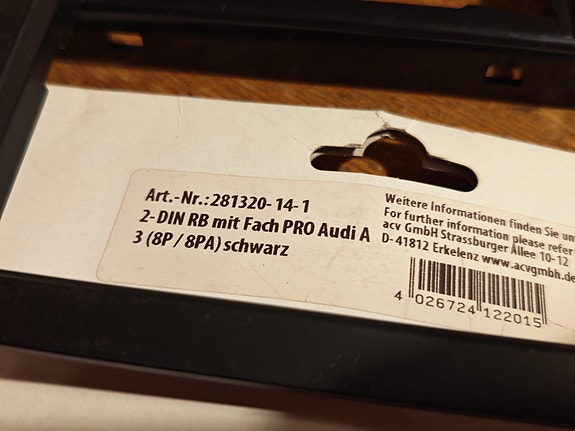 Art.-Nr.:281320-14-1
2-DIN RB mit Fach PRO Audi A
3 (8P / 8PA) schwarz
Weitere Informationen finden Sie
For further information please refer
acv GmbH Strassburger Allee 10-12
D-41812 Erkelenz www.acvgmbh.de
4 026724 122015